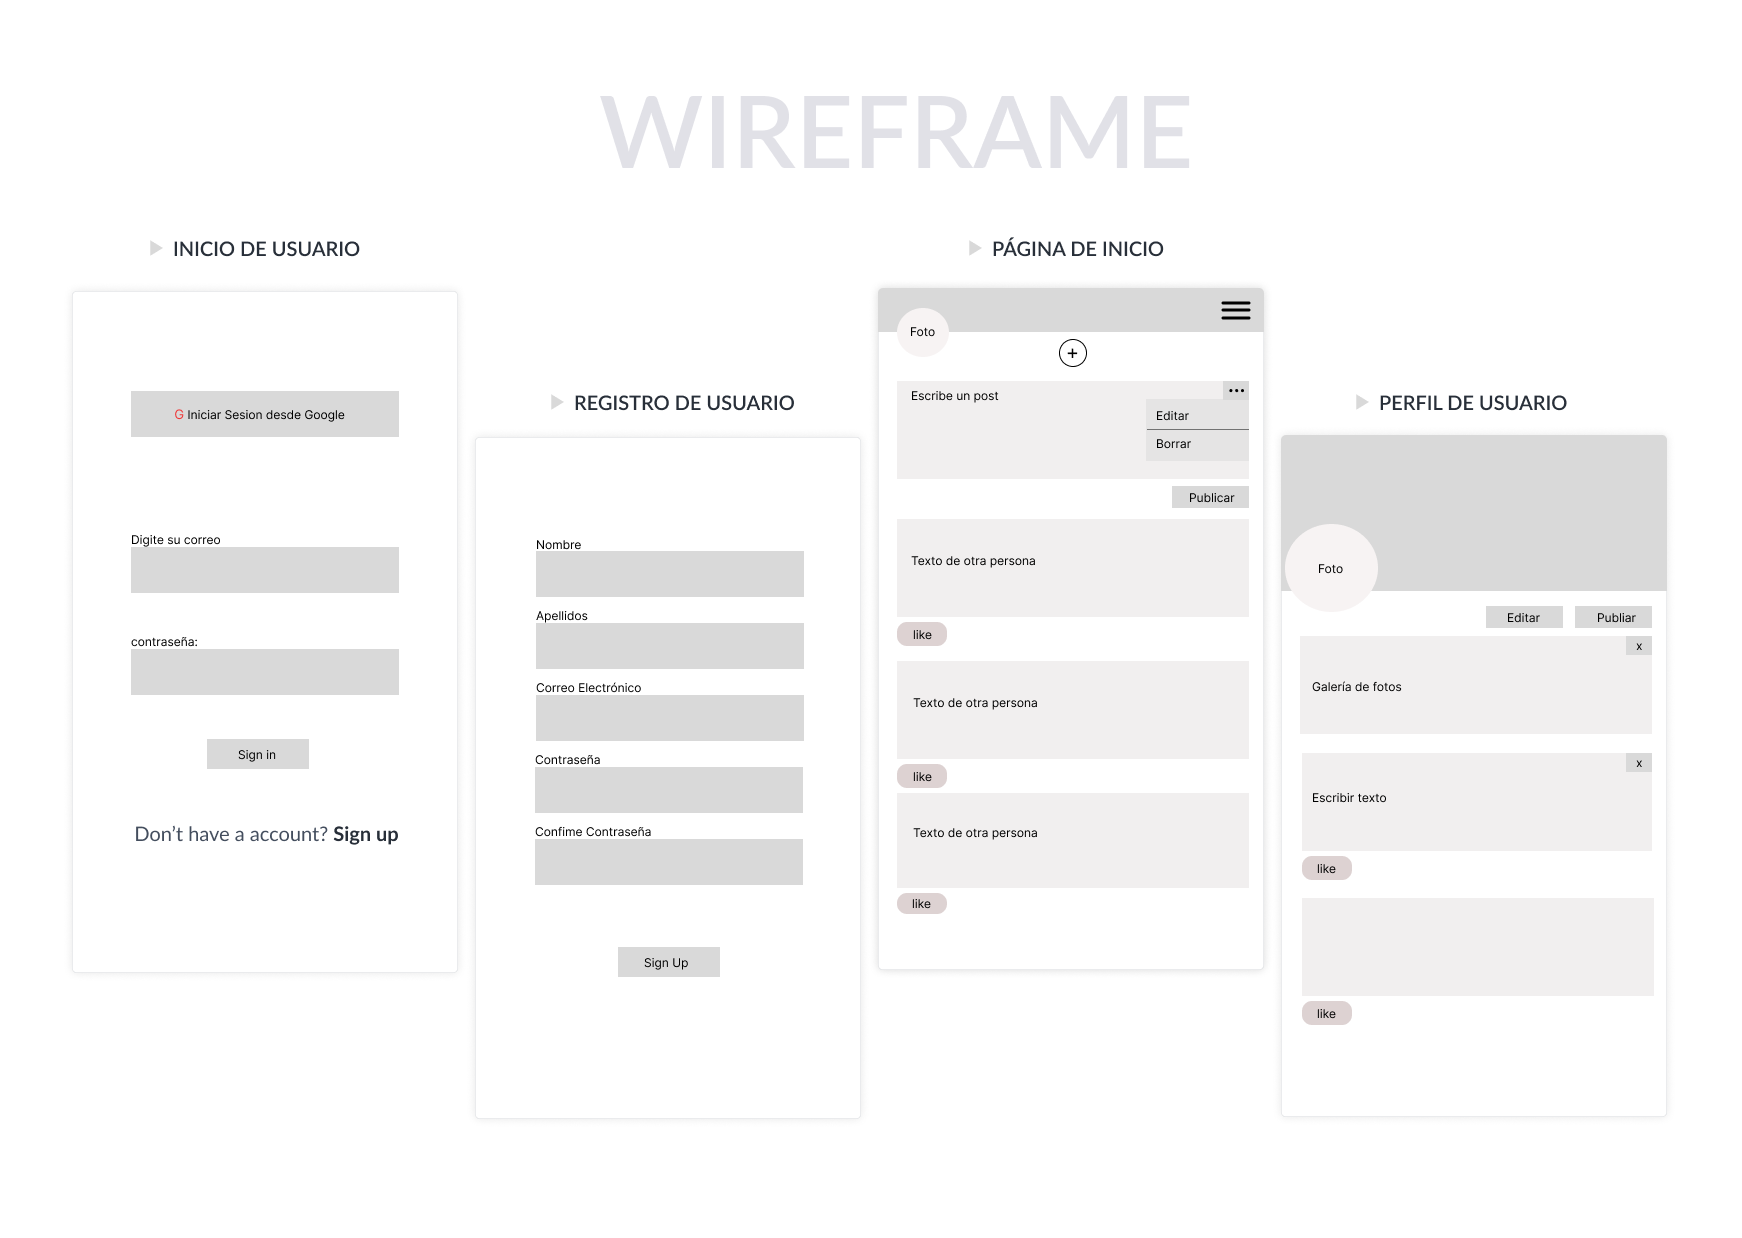 WIREFRAME
INICIO DE USUARIO
G Iniciar Sesion desde Google
Digite su correo
contraseña:
Sign in
Don't have a account? Sign up
REGISTRO DE USUARIO
Nombre
Apellidos
Correo Electrónico
Contraseña
Confime Contraseña
Sign Up
PÁGINA DE INICIO
Foto
+
Escribe un post
Editar
Borrar
Publicar
Texto de otra persona
like
Texto de otra persona
like
Texto de otra persona
like
PERFIL DE USUARIO
Foto
Editar Publiar
x
Galería de fotos
x
Escribir texto
like
like